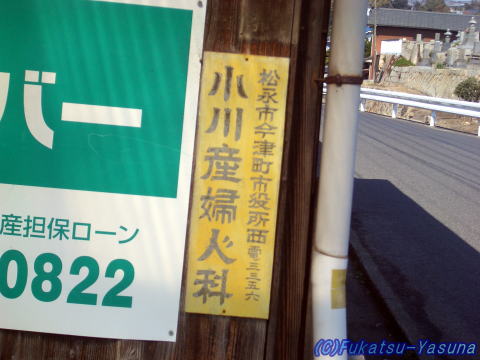 バー
産担保ローン
0822
松永市今津町市役所西電三三五六
小川産婦人科
(C)Fukatsu-Yasuna